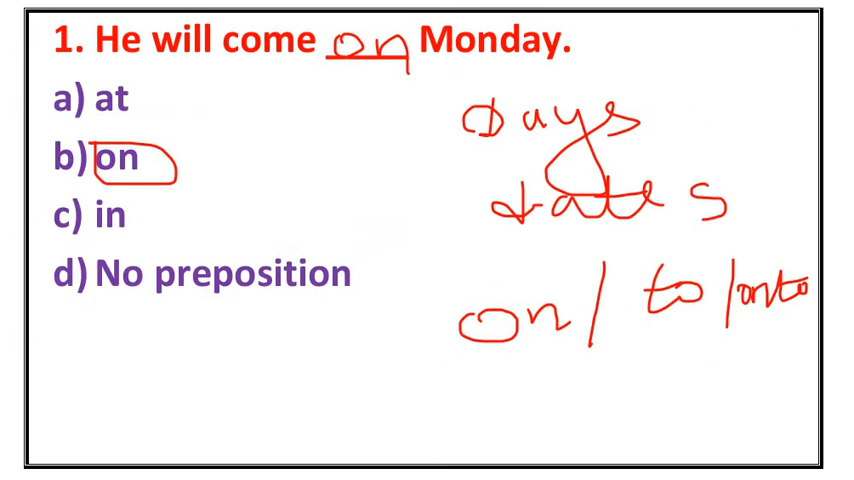 1. He will come on Monday.
a) at
b) on
c) in
d) No preposition
Days
dates
on / to / onto